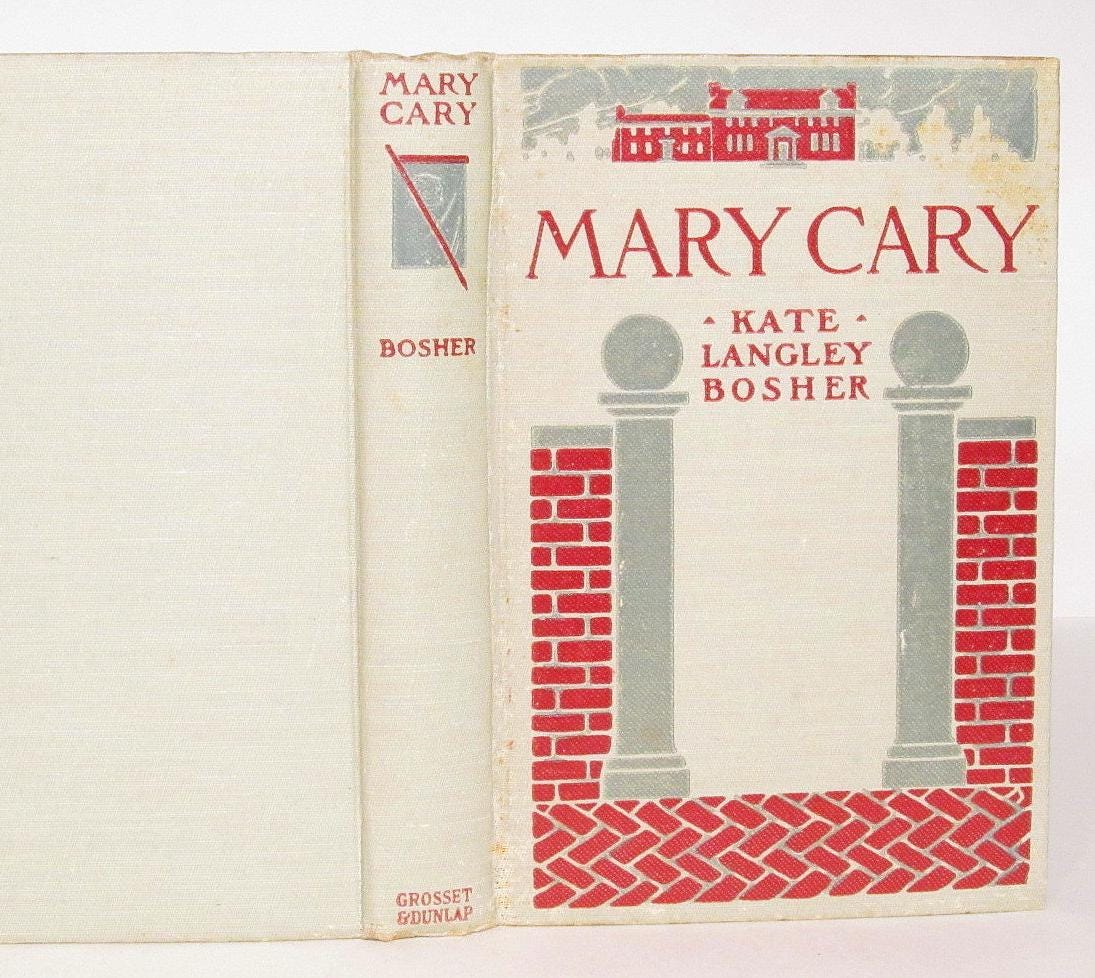 MARY
CARY
BOSHER
GROSSET
&DUNLAP
MARY CARY
KATE
LANGLEY
BOSHER